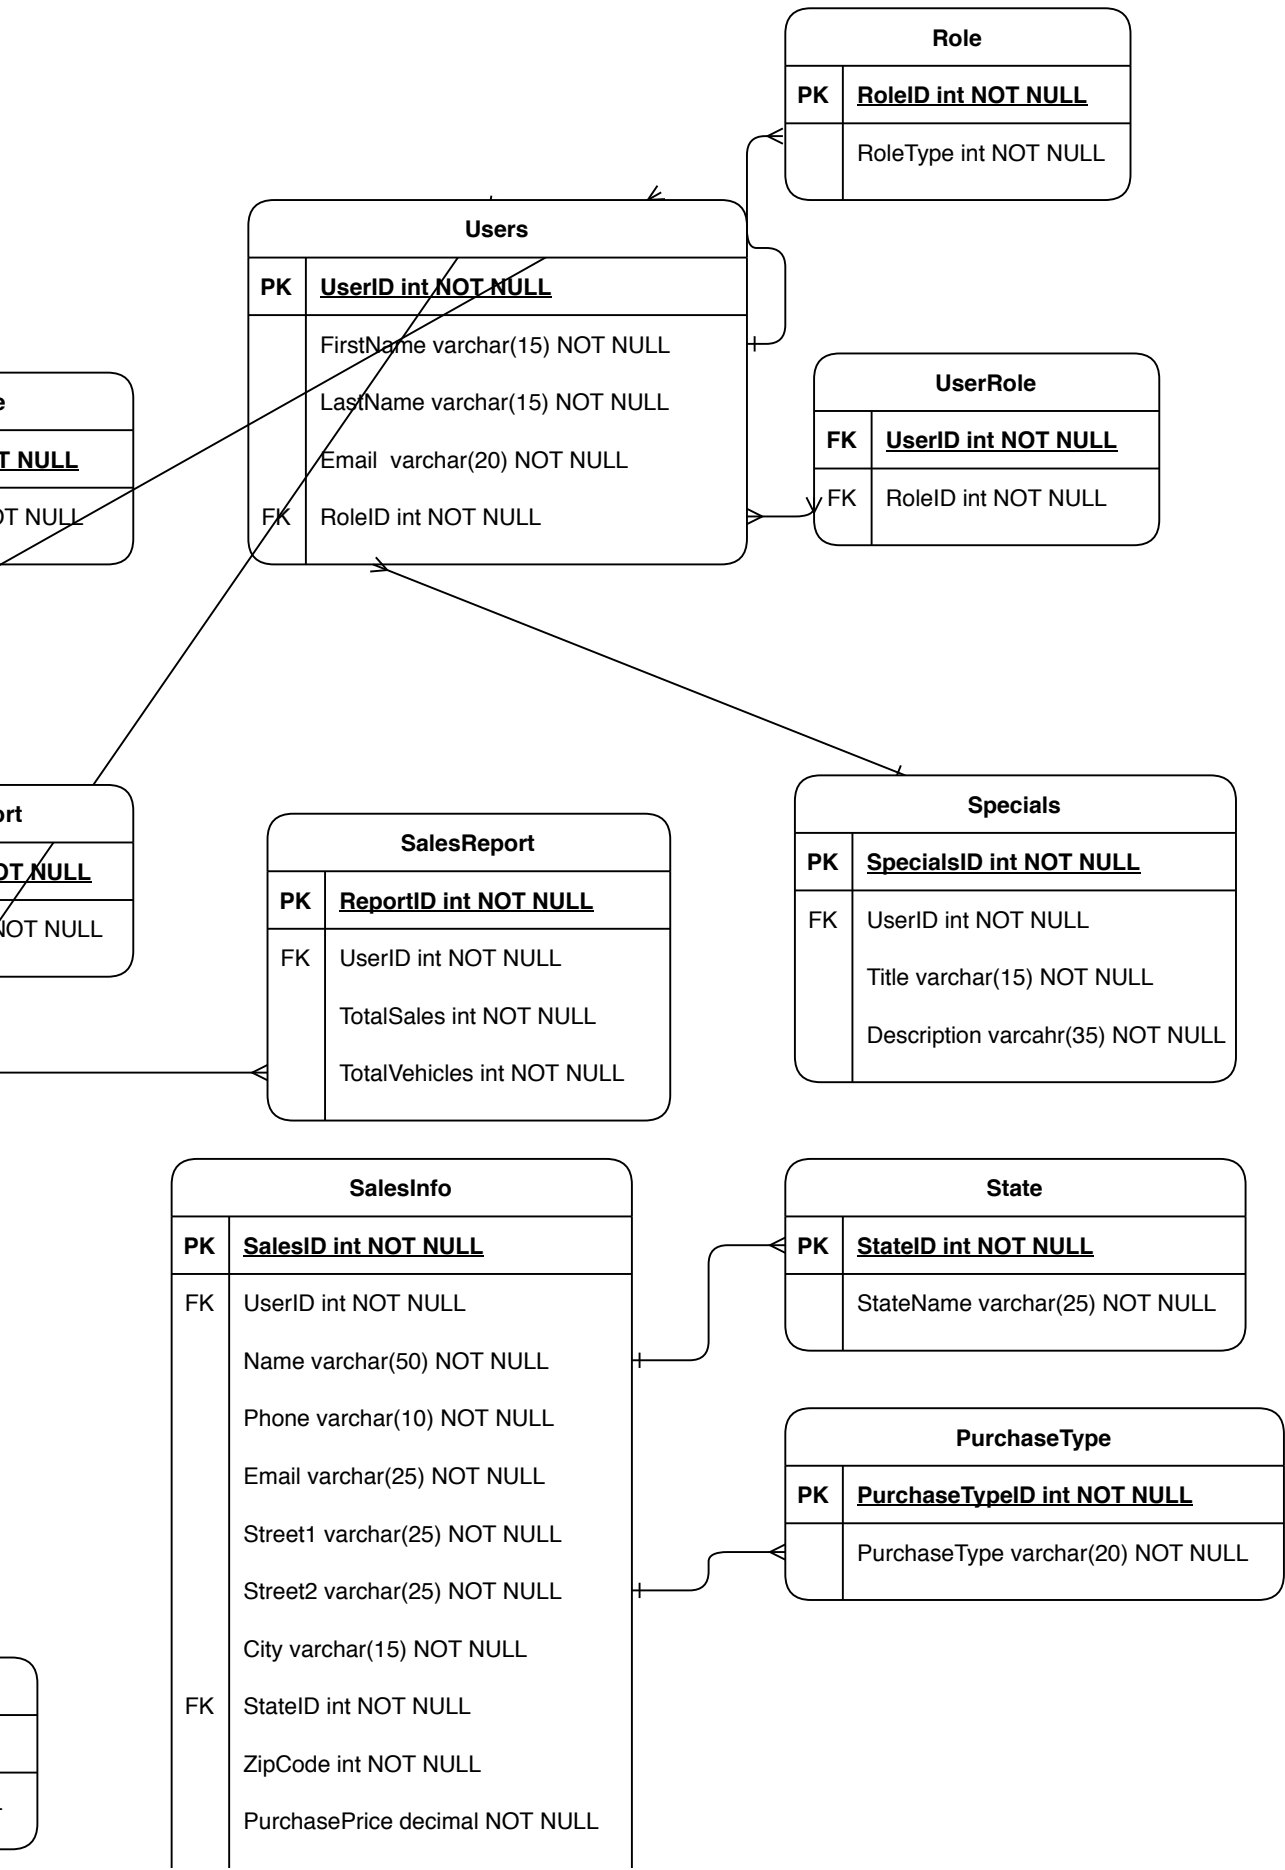 Role
PK RoleID int NOT NULL
RoleType int NOT NULL
Users
PK UserID int NOT NULL
FirstName varchar(15) NOT NULL
LastName varchar(15) NOT NULL
Email varchar(20) NOT NULL
FK RoleID int NOT NULL
UserRole
FK UserID int NOT NULL
FK RoleID int NOT NULL
NULL
NULL
Specials
PK SpecialsID int NOT NULL
FK UserID int NOT NULL
Title varchar(15) NOT NULL
Description varcahr(35) NOT NULL
SalesReport
PK ReportID int NOT NULL
FK UserID int NOT NULL
TotalSales int NOT NULL
TotalVehicles int NOT NULL
NULL
NOT NULL
SalesInfo
PK SalesID int NOT NULL
FK UserID int NOT NULL
Name varchar(50) NOT NULL
Phone varchar(10) NOT NULL
Email varchar(25) NOT NULL
Street1 varchar(25) NOT NULL
Street2 varchar(25) NOT NULL
City varchar(15) NOT NULL
FK StateID int NOT NULL
ZipCode int NOT NULL
PurchasePrice decimal NOT NULL
State
PK StateID int NOT NULL
StateName varchar(25) NOT NULL
PurchaseType
PK PurchaseTypeID int NOT NULL
PurchaseType varchar(20) NOT NULL